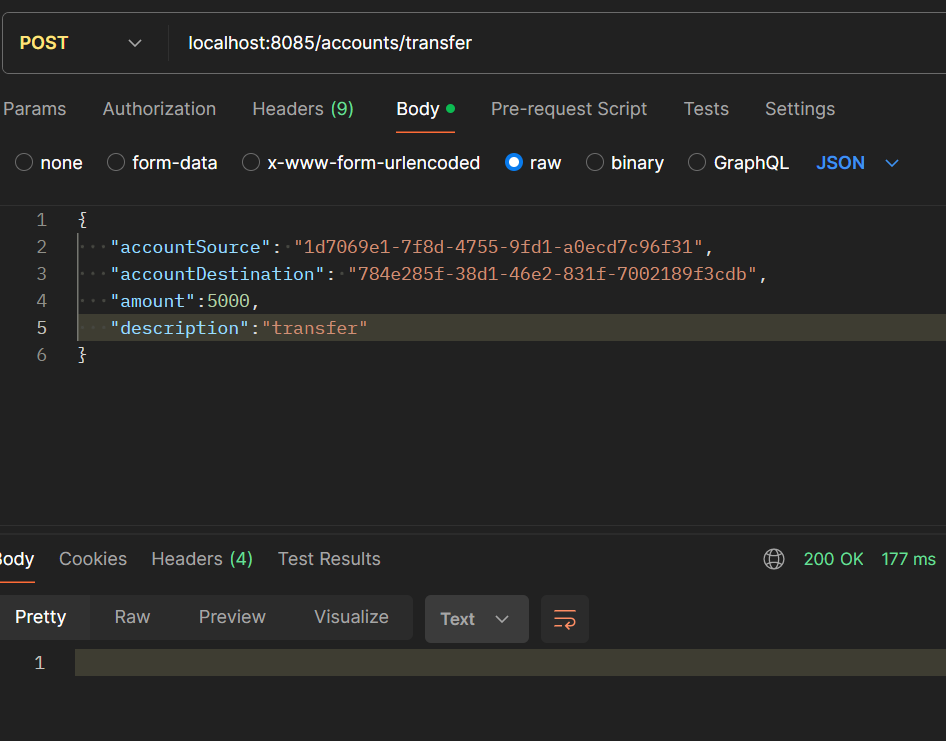 POST localhost:8085/accounts/transfer
Params Authorization Headers (9) Body Pre-request Script Tests Settings
none form-data x-www-form-urlencoded raw binary GraphQL JSON
1 {
2 "accountSource": "1d7069e1-7f8d-4755-9fd1-a0ecd7c96f31",
3 "accountDestination": "784e285f-38d1-46e2-831f-7002189f3cdb",
4 "amount":5000,
5 "description":"transfer"
6 }
Body Cookies Headers (4) Test Results 200 OK 177 ms
Pretty Raw Preview Visualize Text
1